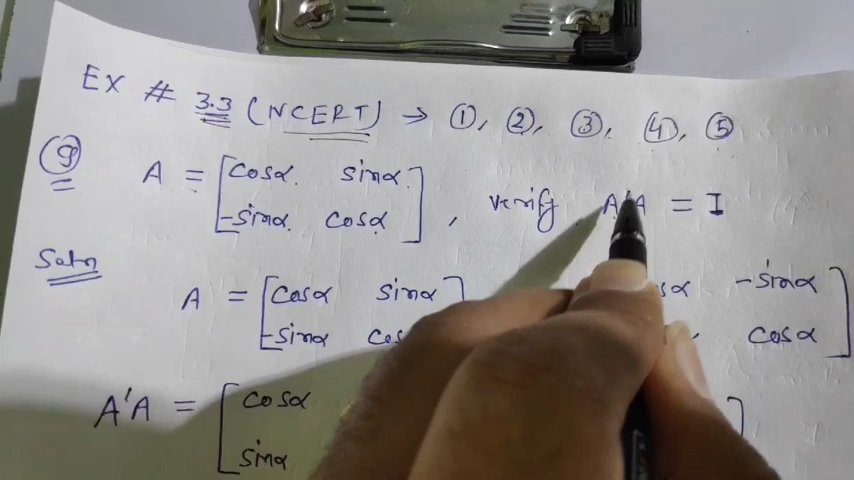 EX # 3.3 (NCERT) → ①, ②, ③, ④, ⑤
⑨ A = [cosα sinα
-sinα cosα] , verify A'A = I
Soln
A = [cosα sinα] -sinα
-sinα cosα]
A'A = [cosα
sinα